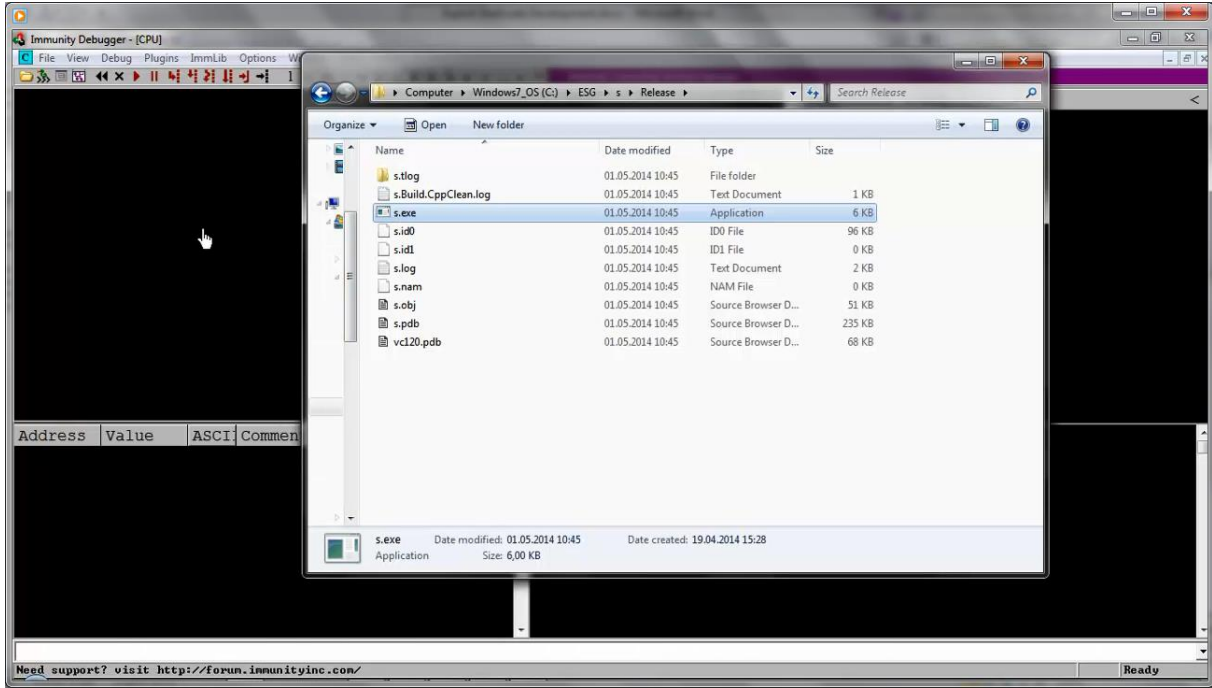 Immunity Debugger - [CPU]
C File View Debug Plugins ImmLib Options
Computer ▸ Windows7_OS (C:) ▸ ESG ▸ s ▸ Release ▸ Search Release
Organize Open New folder
Name Date modified Type Size
s.tlog 01.05.2014 10:45 File folder
s.Build.CppClean.log 01.05.2014 10:45 Text Document 1 KB
s.exe 01.05.2014 10:45 Application 6 KB
s.id0 01.05.2014 10:45 ID0 File 96 KB
s.id1 01.05.2014 10:45 ID1 File 0 KB
s.log 01.05.2014 10:45 Text Document 2 KB
s.nam 01.05.2014 10:45 NAM File 0 KB
s.obj 01.05.2014 10:45 Source Browser D... 51 KB
s.pdb 01.05.2014 10:45 Source Browser D... 235 KB
vc120.pdb 01.05.2014 10:45 Source Browser D... 68 KB
Address Value ASCI Commen
s.exe Date modified: 01.05.2014 10:45 Date created: 19.04.2014 15:28
Application Size: 6,00 KB
Need support? visit http://forum.immunityinc.com/ Ready